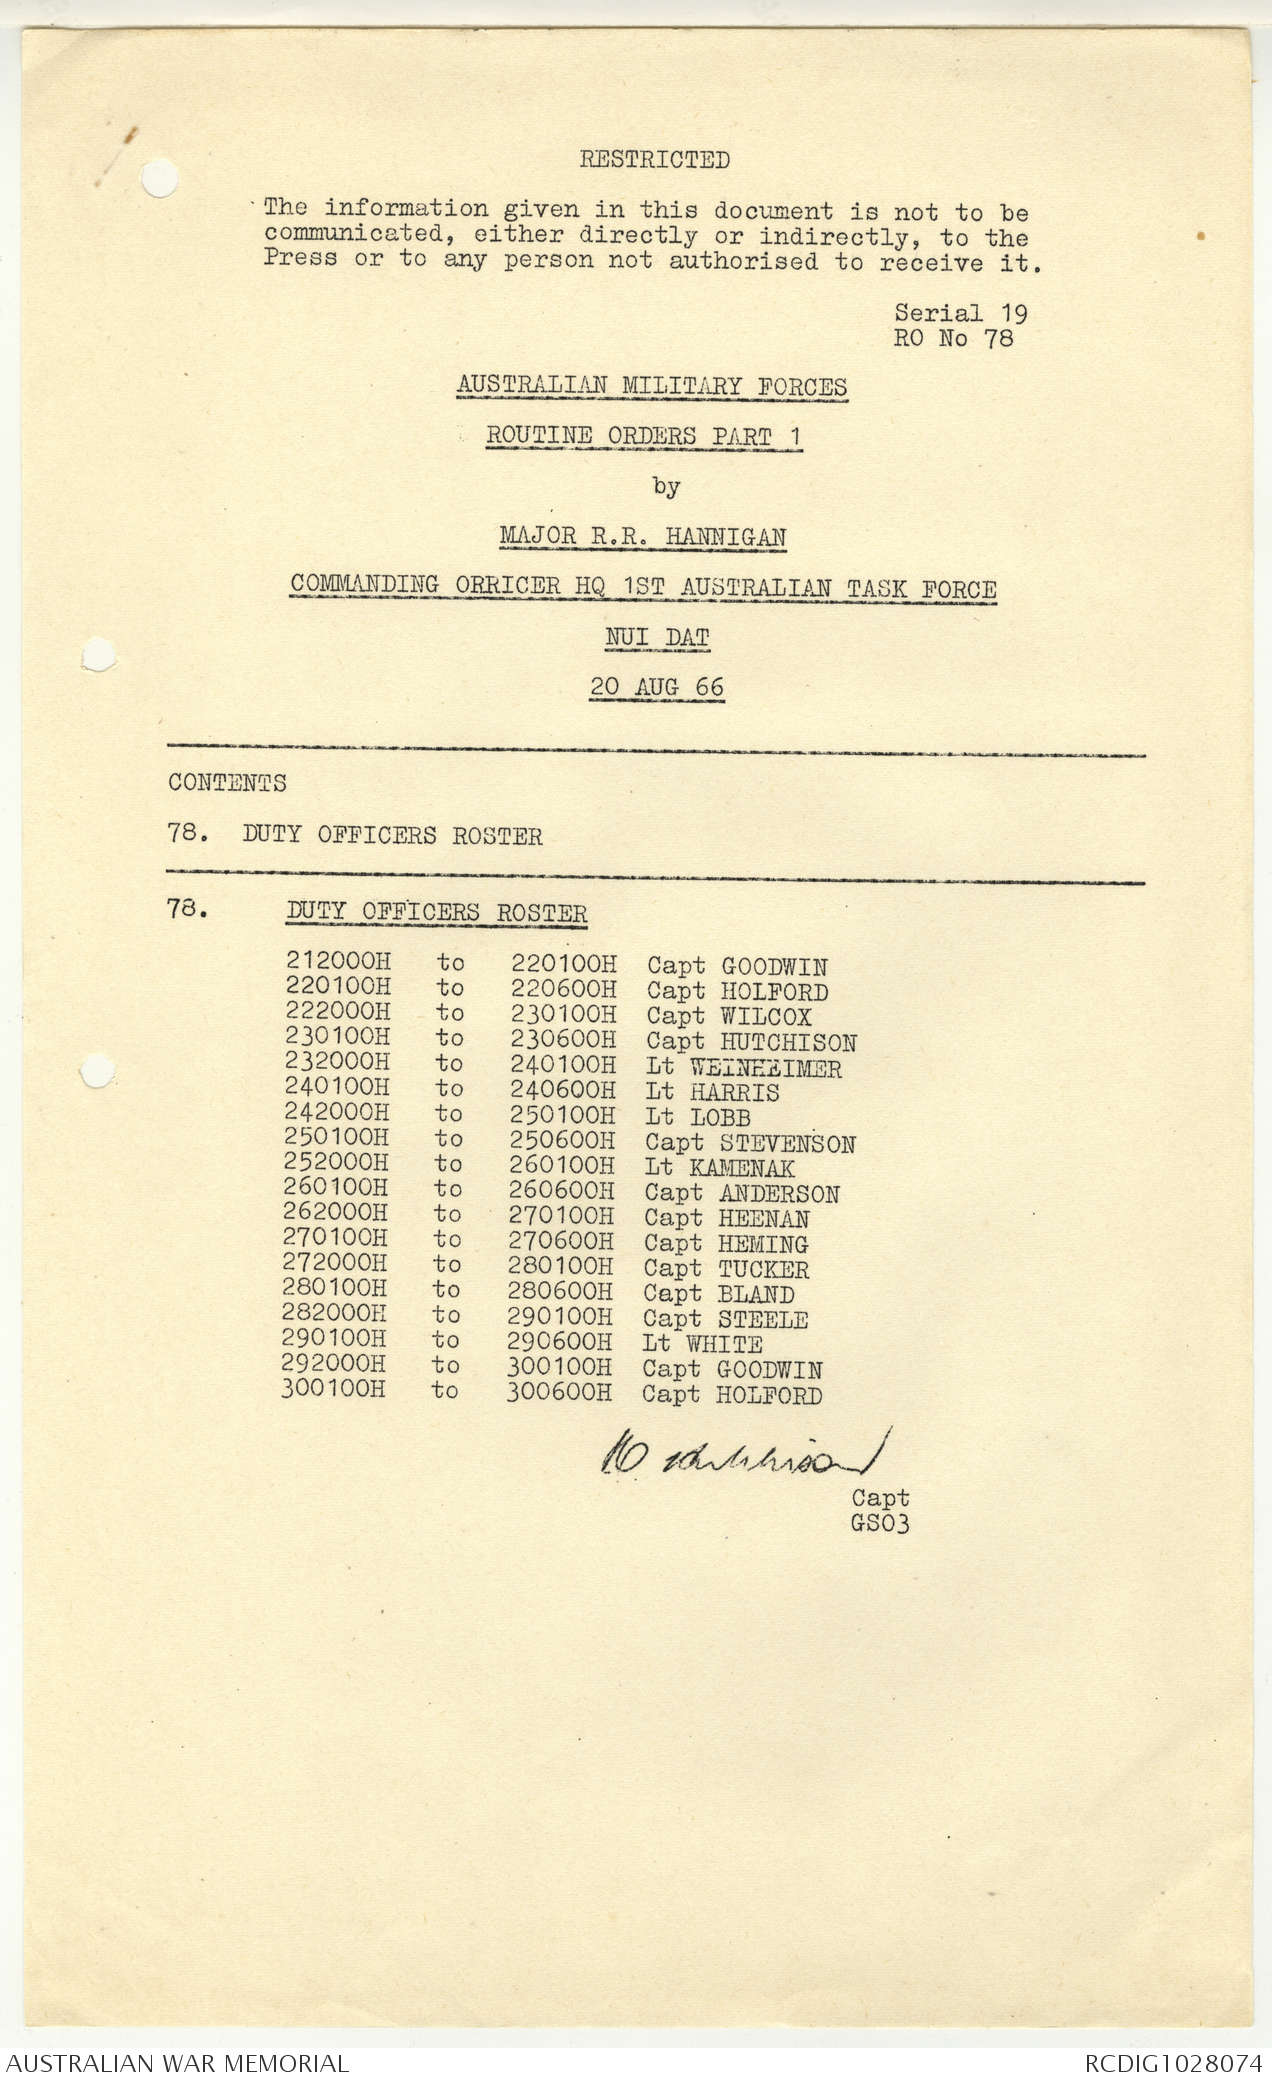 RESTRICTED
The information given in this document is not to be
communicated, either directly or indirectly, to the
Press or to any person not authorised to receive it.
Serial 19
RO No 78
AUSTRALIAN MILITARY FORCES
ROUTINE ORDERS PART 1
by
MAJOR R.R. HANNIGAN
COMMANDING ORRICER HQ 1ST AUSTRALIAN TASK FORCE
NUI DAT
20 AUG 66
CONTENTS
78. DUTY OFFICERS ROSTER
78. DUTY OFFICERS ROSTER
212000H to 220100H Capt GOODWIN
220100H to 220600H Capt HOLFORD
222000H to 230100H Capt WILCOX
230100H to 230600H Capt HUTCHISON
232000H to 240100H Lt WEINHEIMER
240100H to 240600H Lt HARRIS
242000H to 250100H Lt LOBB
250100H to 250600H Capt STEVENSON
252000H to 260100H Lt KAMENAK
260100H to 260600H Capt ANDERSON
262000H to 270100H Capt HEENAN
270100H to 270600H Capt HEMING
272000H to 280100H Capt TUCKER
280100H to 280600H Capt BLAND
282000H to 290100H Capt STEELE
290100H to 290600H Lt WHITE
292000H to 300100H Capt GOODWIN
300100H to 300600H Capt HOLFORD
Capt
GSO3
AUSTRALIAN WAR MEMORIAL
RCDIG1028074